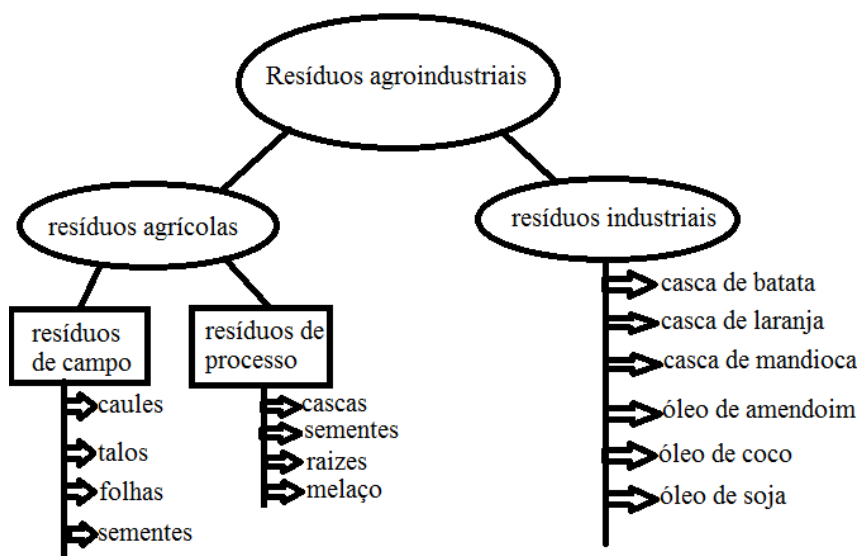 Resíduos agroindustriais
resíduos agrícolas
resíduos industriais
resíduos
de campo
caules
talos
folhas
sementes
resíduos de
processo
cascas
sementes
raizes
melaço
casca de batata
casca de laranja
casca de mandioca
óleo de amendoim
óleo de coco
óleo de soja